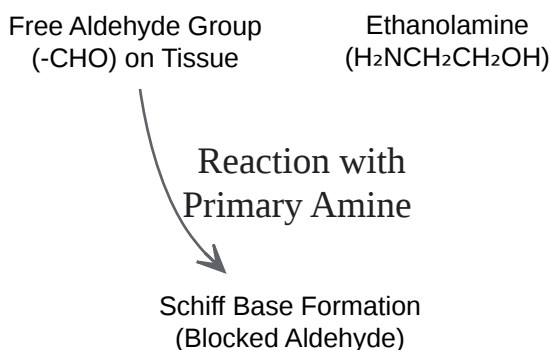 Free Aldehyde Group
(-CHO) on Tissue
Ethanolamine
(H₂NCH₂CH₂OH)
Reaction with
Primary Amine
Schiff Base Formation
(Blocked Aldehyde)